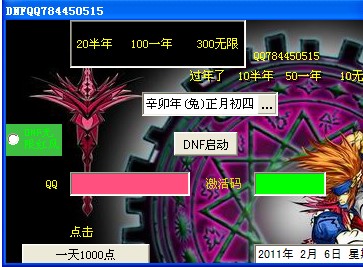 DNFQQ784450515
20半年 100一年 300无限
QQ784450515
过年了 10半年 50一年 10无
辛卯年(兔)正月初四 ...
DNF启动
QQ 激活码
点击
一天1000点
2011年 2月 6日 星